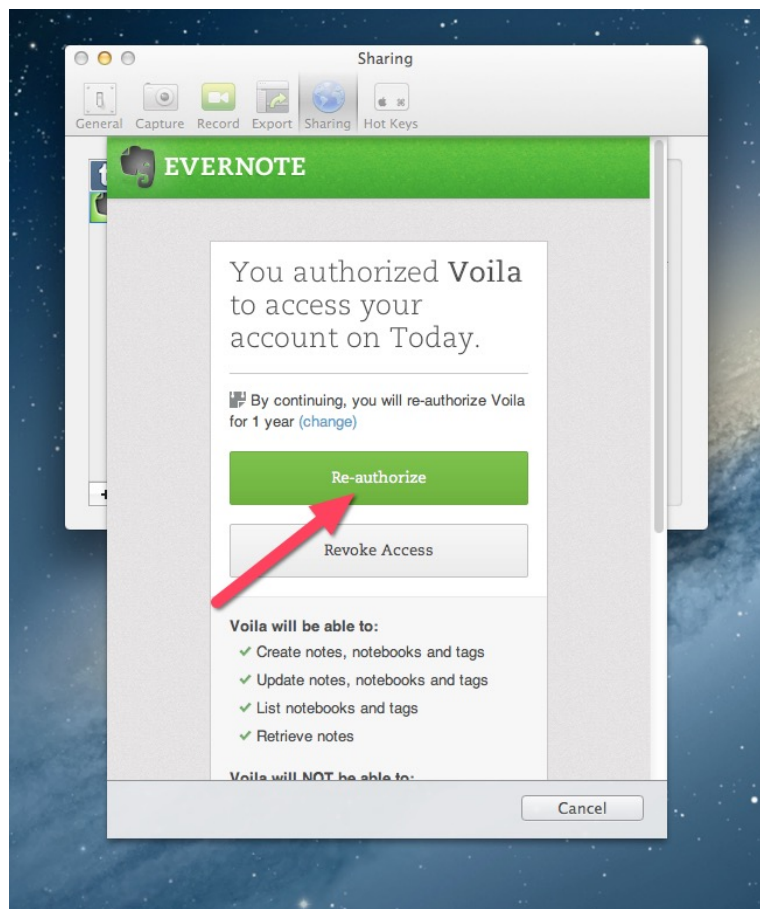 Sharing
General Capture Record Export Sharing Hot Keys
t
EVERNOTE
You authorized Voila
to access your
account on Today.
By continuing, you will re-authorize Voila
for 1 year (change)
Re-authorize
Revoke Access
Voila will be able to:
Create notes, notebooks and tags
Update notes, notebooks and tags
List notebooks and tags
Retrieve notes
Voila will NOT be able to:
+
Cancel